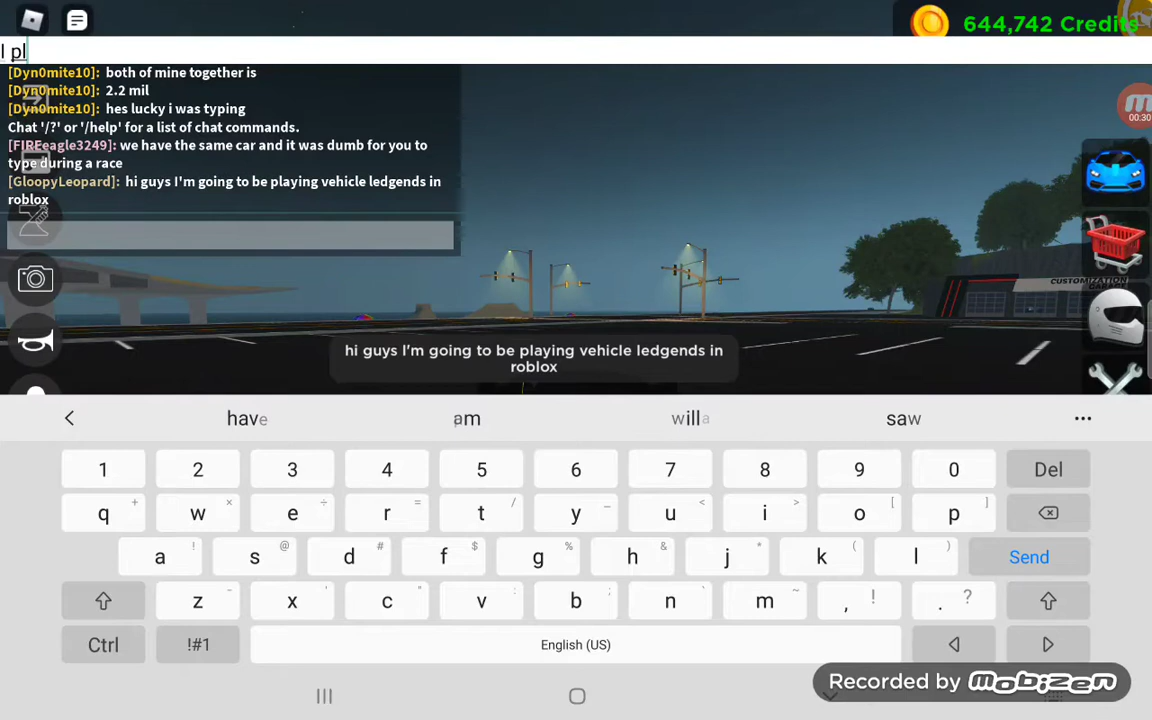 644,742 Credits
I pl
[Dyn0mite10]: both of mine together is
[Dyn0mite10]: 2.2 mil
[Dyn0mite10]: hes lucky i was typing
Chat '/?' or '/help' for a list of chat commands.
[FIREeagle3249]: we have the same car and it was dumb for you to
type during a race
[GloopyLeopard]: hi guys I'm going to be playing vehicle ledgends in
roblox
00:30
CUSTOMIZATION
hi guys I'm going to be playing vehicle ledgends in
roblox
have am will saw
1 2 3 4 5 6 7 8 9 0 Del
q + w × e ÷ r = t / y _ u < i > o [ p ]
a ! s @ d # f $ g % h & j * k ( l ) Send
z - x ' c " v : b ; n , m ~ , ! . ?
Ctrl !#1 English (US)
Recorded by mobizen